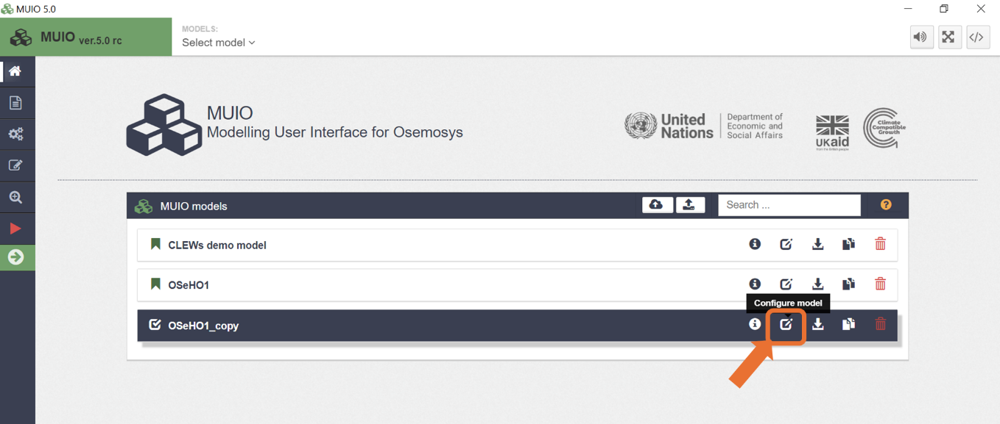 MUIO 5.0
MUIO ver.5.0 rc
MODELS:
Select model
MUIO
Modelling User Interface for Osemosys
United
Nations
Department of
Economic and
Social Affairs
UKaid
from the British people
Climate
Compatible
Growth
MUIO models
Search ...
?
CLEWs demo model
OSeHO1
Configure model
OSeHO1_copy